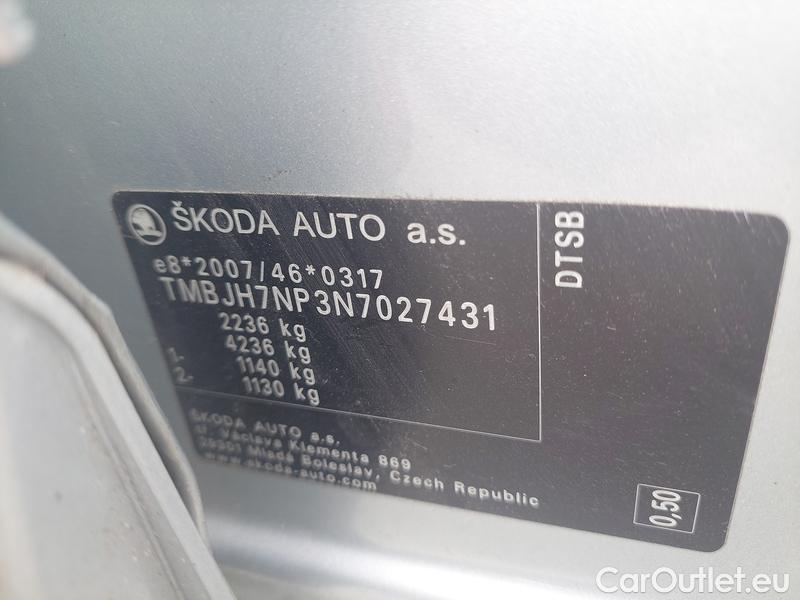 ŠKODA AUTO a.s.
e8*2007/46*0317
TMBJH7NP3N7027431
2236 kg
4236 kg
1. 1140 kg
2. 1130 kg
ŠKODA AUTO a.s.
tř. Václava Klementa 869
29301 Mladá Boleslav, Czech Republic
www.skoda-auto.com
DTSB
0,50
CarOutlet.eu